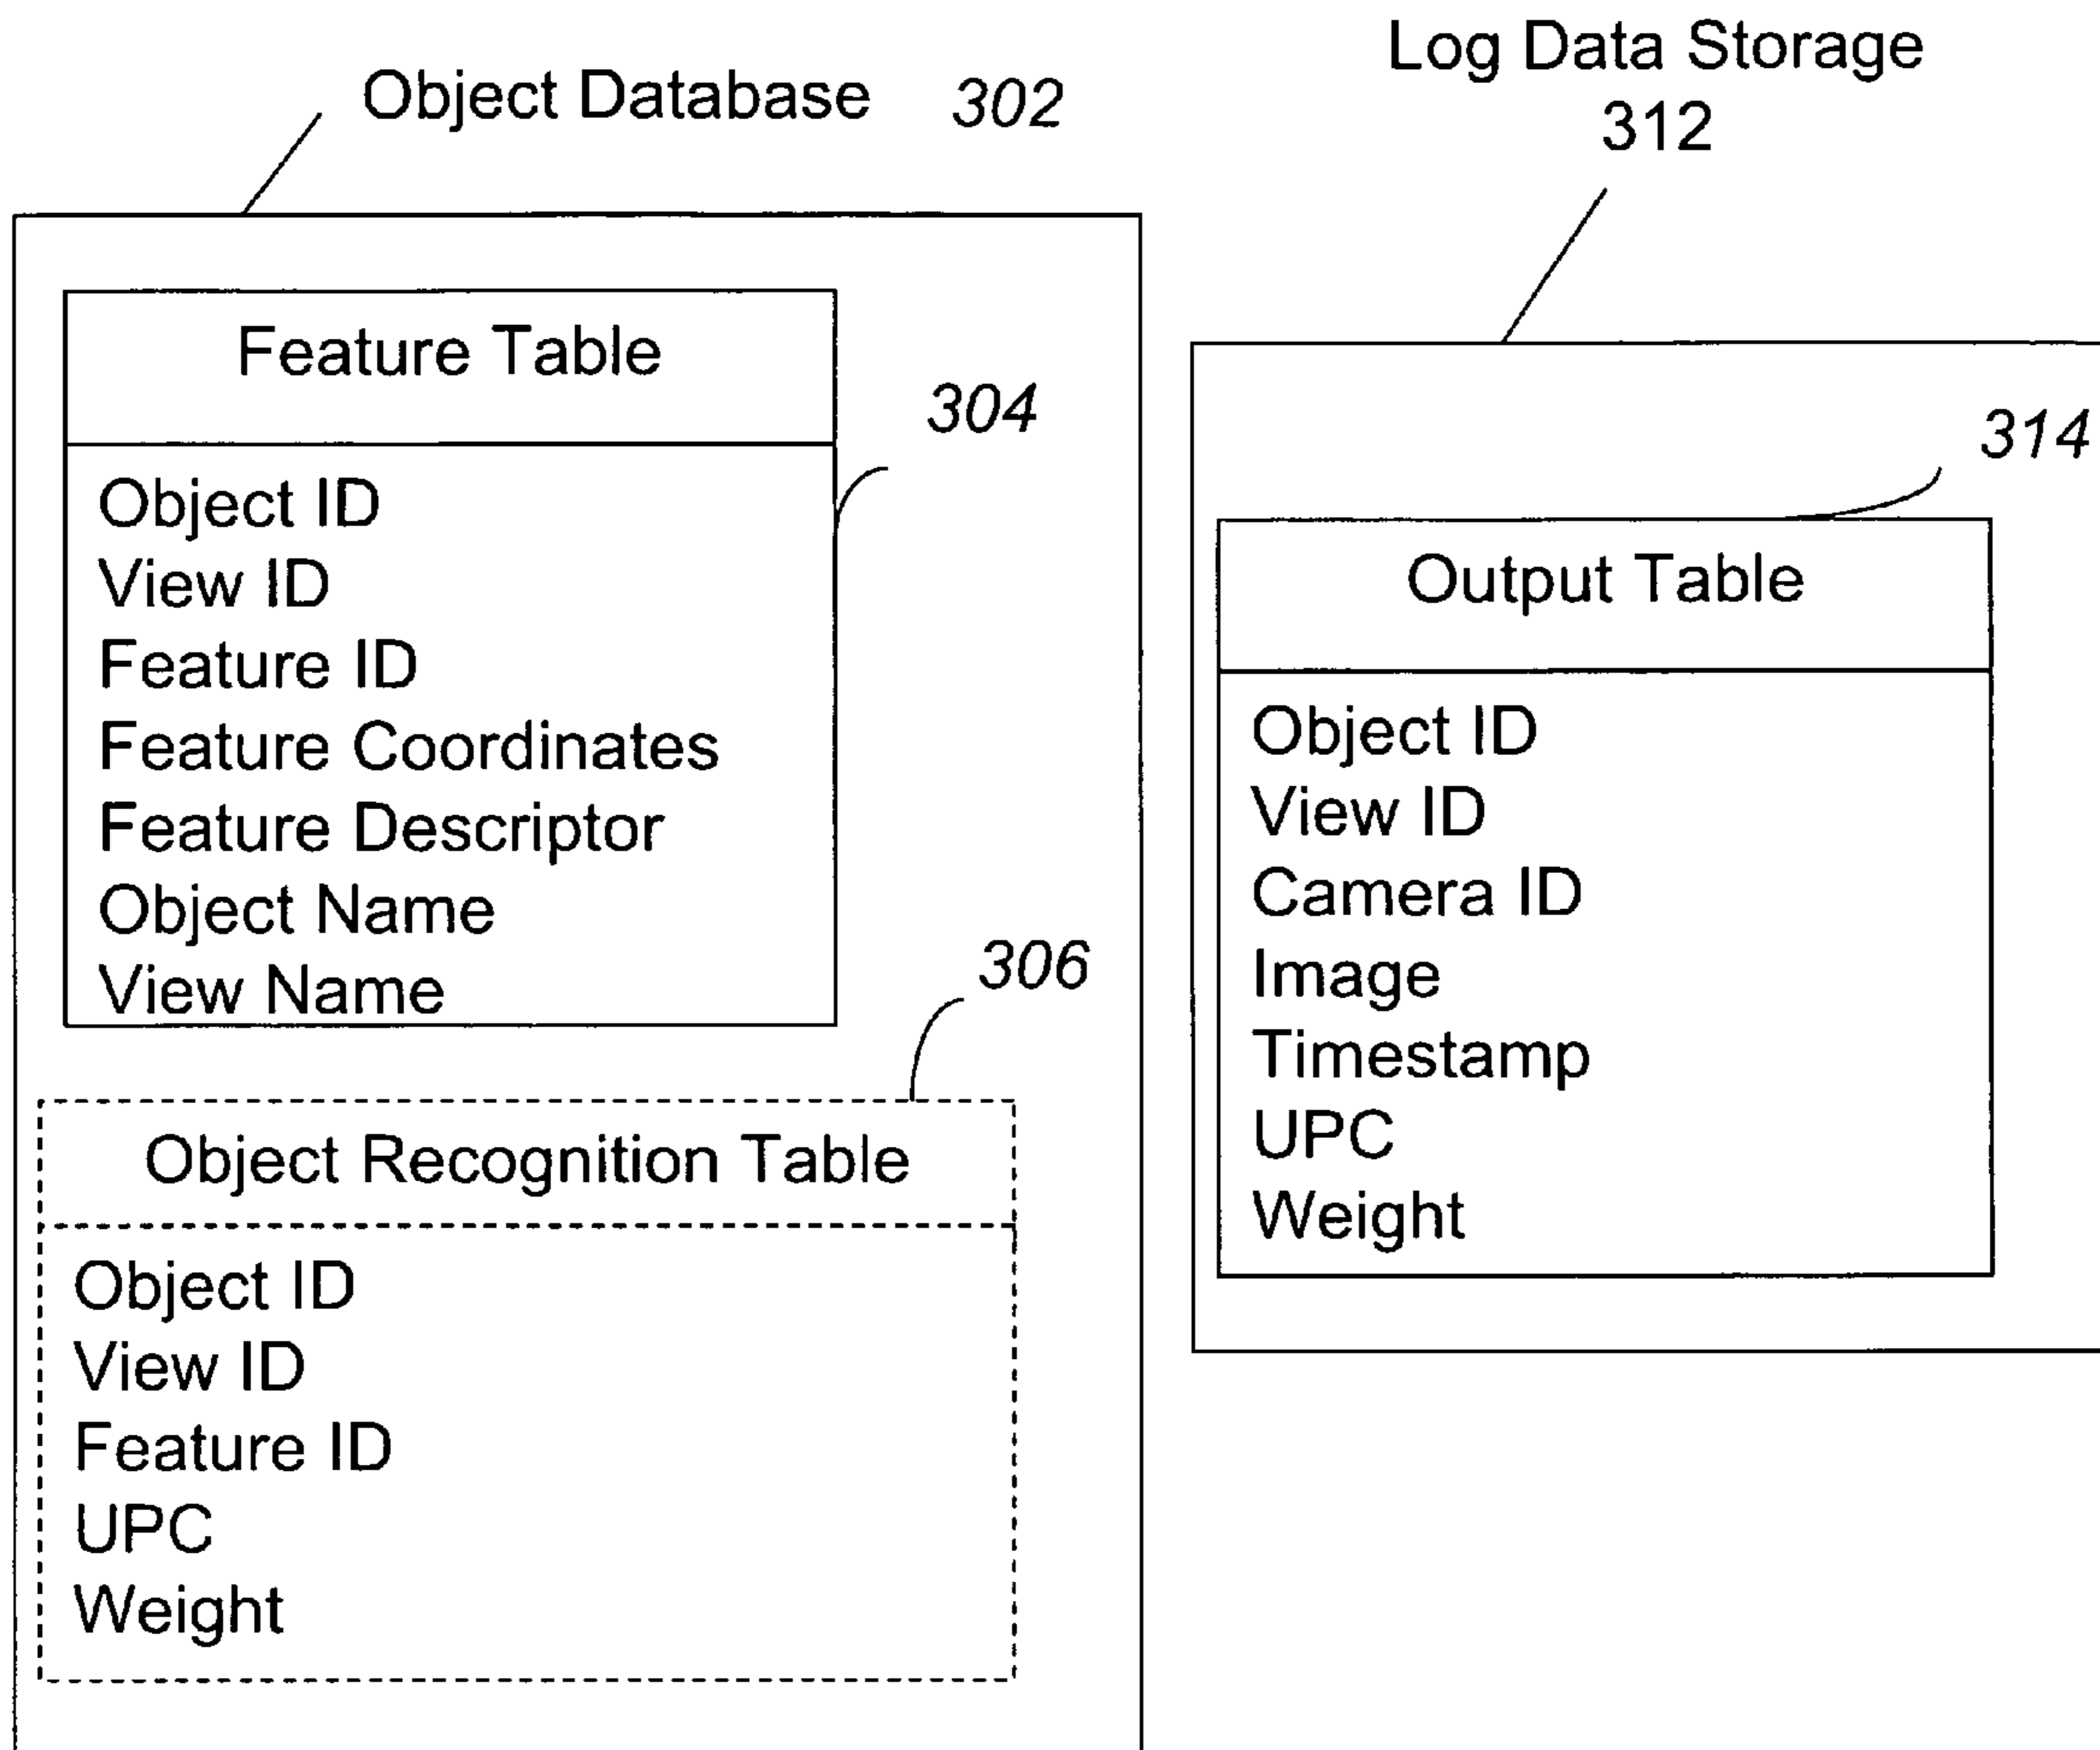 Object Database 302
Feature Table
304
Object ID
View ID
Feature ID
Feature Coordinates
Feature Descriptor
Object Name
View Name
306
Object Recognition Table
Object ID
View ID
Feature ID
UPC
Weight
Log Data Storage
312
314
Output Table
Object ID
View ID
Camera ID
Image
Timestamp
UPC
Weight